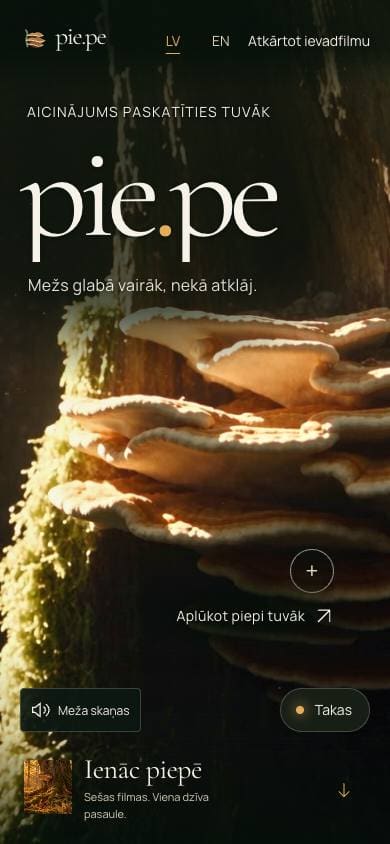 pie.pe
LV EN Atkārtot ievadfilmu
AICINĀJUMS PASKATĪTIES TUVĀK
pie.pe
Mežs glabā vairāk, nekā atklāj.
+
Aplūkot piepi tuvāk
Meža skaņas
Takas
Ienāc piepē
Sešas filmas. Viena dzīva
pasaule.